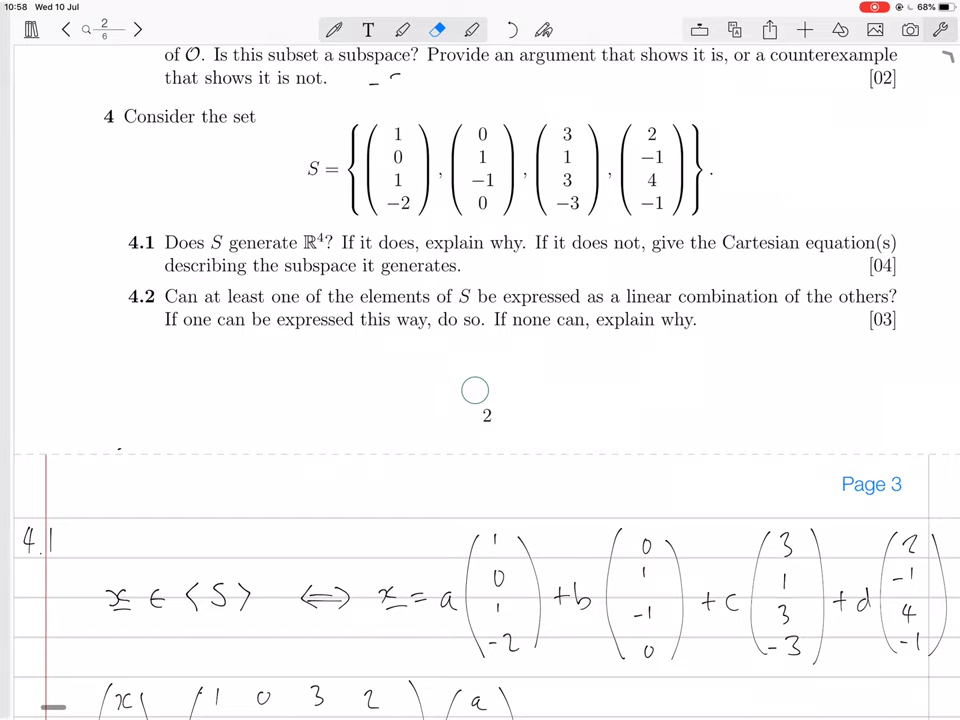 10:58 Wed 10 Jul 68%
2
6
T
of O. Is this subset a subspace? Provide an argument that shows it is, or a counterexample
that shows it is not. [02]
4 Consider the set
S = { ( 1 0 1 −2 ) , ( 0 1 −1 0 ) , ( 3 1 3 −3 ) , ( 2 −1 4 −1 ) } .
4.1 Does S generate ℝ⁴? If it does, explain why. If it does not, give the Cartesian equation(s)
describing the subspace it generates. [04]
4.2 Can at least one of the elements of S be expressed as a linear combination of the others?
If one can be expressed this way, do so. If none can, explain why. [03]
2
Page 3
4.1
x ∈ ⟨S⟩ ⟺ x = a ( 1 0 1 -2 ) + b ( 0 1 -1 0 ) + c ( 3 1 3 -3 ) + d ( 2 -1 4 -1 )
( x ( 1 0 3 2 ) ( a )